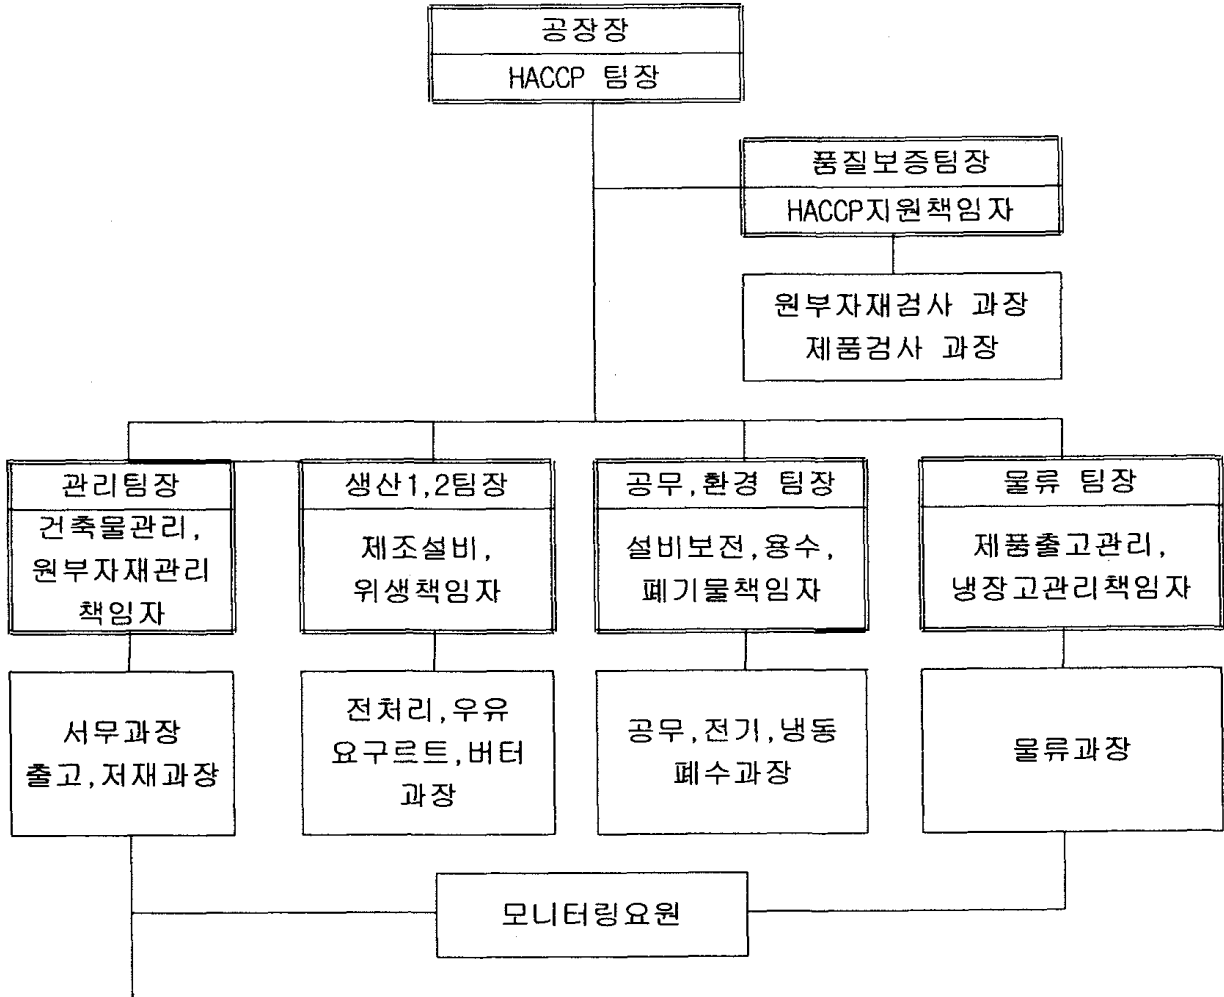 공장장
HACCP 팀장
품질보증팀장
HACCP지원책임자
원부자재검사 과장
제품검사 과장
관리팀장
건축물관리,
원부자재관리
책임자
생산1,2팀장
제조설비,
위생책임자
공무,환경 팀장
설비보전,용수,
폐기물책임자
물류 팀장
제품출고관리,
냉장고관리책임자
서무과장
출고,저재과장
전처리,우유
요구르트,버터
과장
공무,전기,냉동
폐수과장
물류과장
모니터링요원